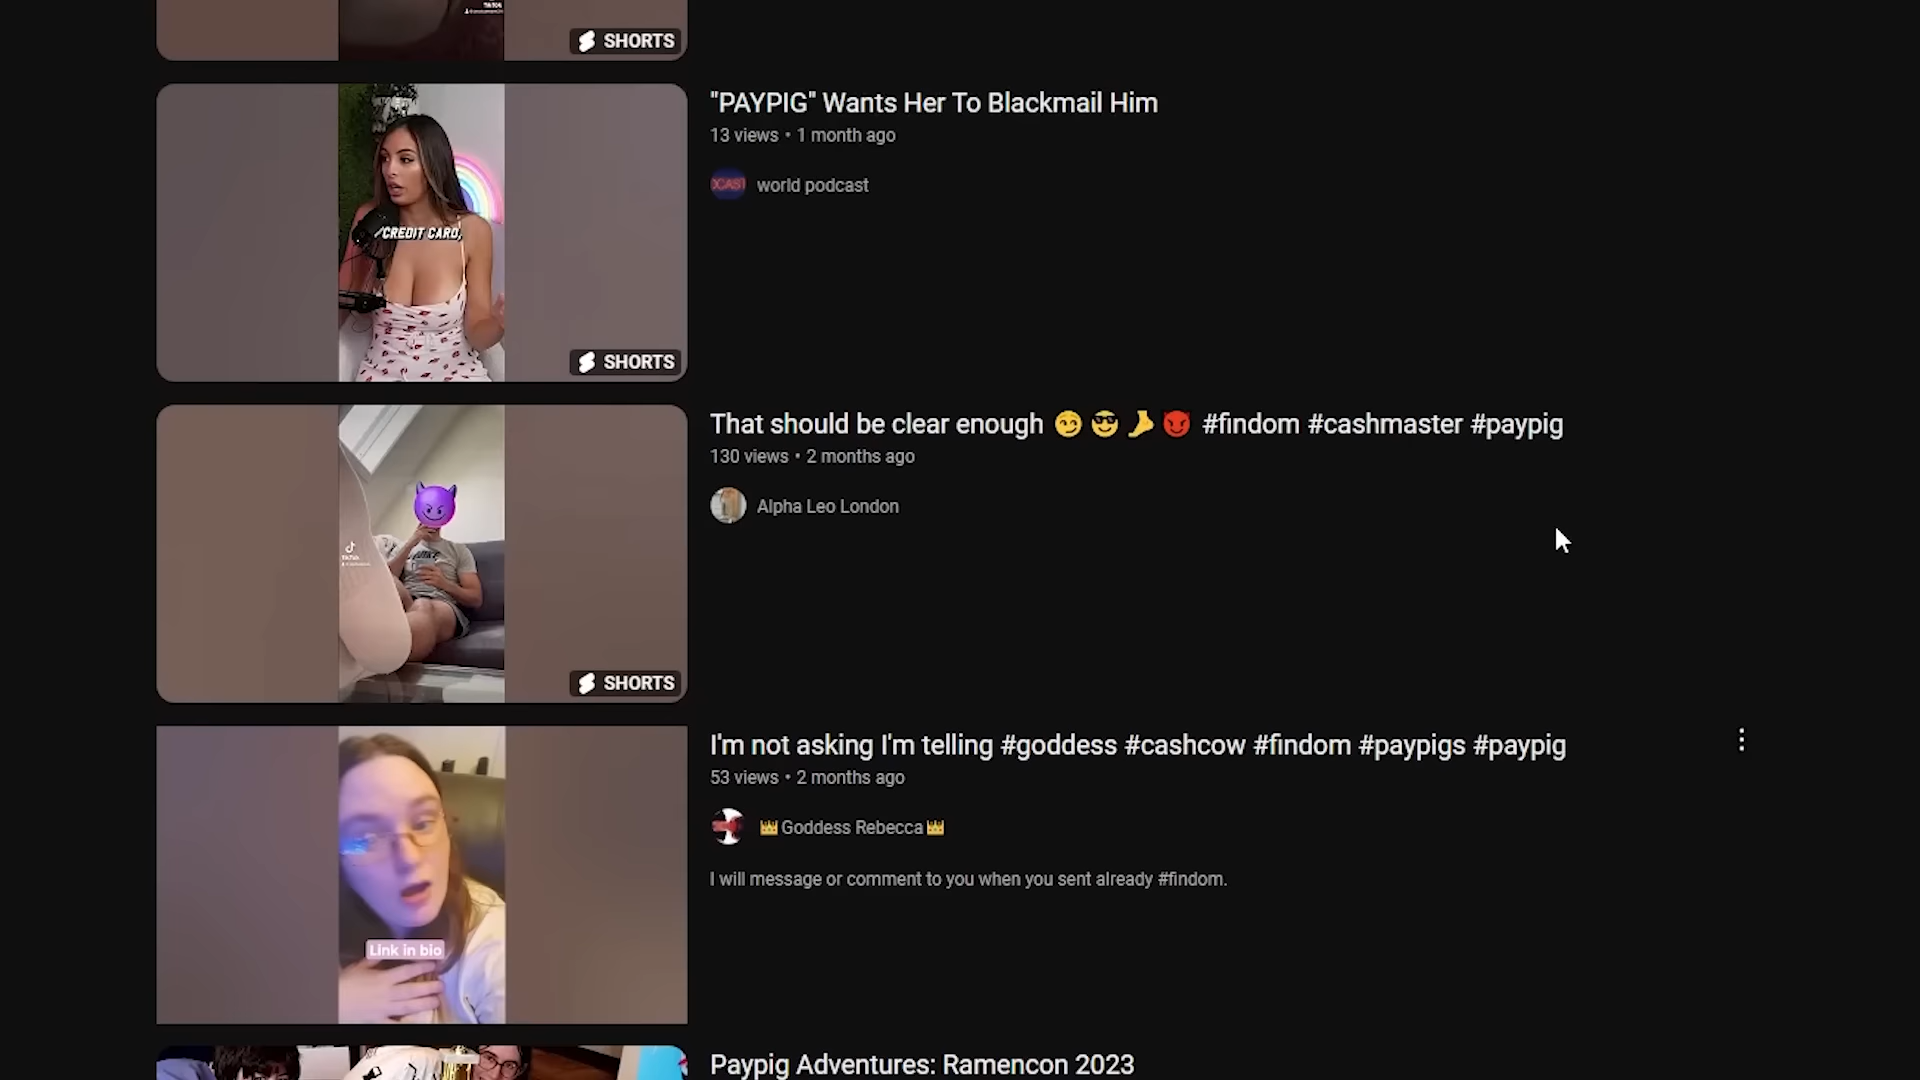 TikTok
SHORTS
"PAYPIG" Wants Her To Blackmail Him
13 views • 1 month ago
DCAST
world podcast
/CREDIT CARD,
SHORTS
That should be clear enough 😏 😎 🦶 😈 #findom #cashmaster #paypig
130 views • 2 months ago
Alpha Leo London
TikTok
SHORTS
I'm not asking I'm telling #goddess #cashcow #findom #paypigs #paypig
53 views • 2 months ago
👑Goddess Rebecca👑
I will message or comment to you when you sent already #findom.
Link in bio
Paypig Adventures: Ramencon 2023